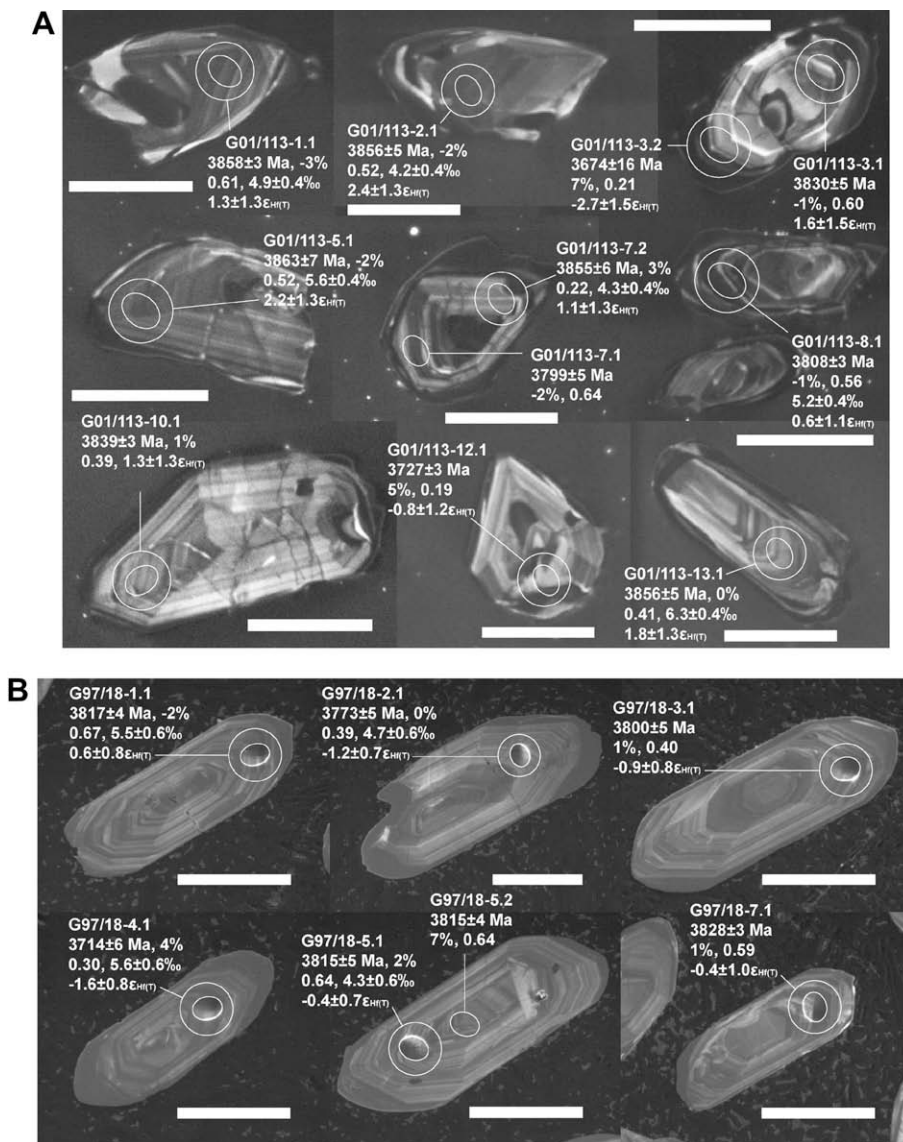 A
G01/113-1.1
3858±3 Ma, -3%
0.61, 4.9±0.4‰
1.3±1.3εHf(T)
G01/113-2.1
3856±5 Ma, -2%
0.52, 4.2±0.4‰
2.4±1.3εHf(T)
G01/113-3.2
3674±16 Ma
7%, 0.21
-2.7±1.5εHf(T)
G01/113-3.1
3830±5 Ma
-1%, 0.60
1.6±1.5εHf(T)
G01/113-5.1
3863±7 Ma, -2%
0.52, 5.6±0.4‰
2.2±1.3εHf(T)
G01/113-7.2
3855±6 Ma, 3%
0.22, 4.3±0.4‰
1.1±1.3εHf(T)
G01/113-7.1
3799±5 Ma
-2%, 0.64
G01/113-8.1
3808±3 Ma
-1%, 0.56
5.2±0.4‰
0.6±1.1εHf(T)
G01/113-10.1
3839±3 Ma, 1%
0.39, 1.3±1.3εHf(T)
G01/113-12.1
3727±3 Ma
5%, 0.19
-0.8±1.2εHf(T)
G01/113-13.1
3856±5 Ma, 0%
0.41, 6.3±0.4‰
1.8±1.3εHf(T)
B
G97/18-1.1
3817±4 Ma, -2%
0.67, 5.5±0.6‰
0.6±0.8εHf(T)
G97/18-2.1
3773±5 Ma, 0%
0.39, 4.7±0.6‰
-1.2±0.7εHf(T)
G97/18-3.1
3800±5 Ma
1%, 0.40
-0.9±0.8εHf(T)
G97/18-4.1
3714±6 Ma, 4%
0.30, 5.6±0.6‰
-1.6±0.8εHf(T)
G97/18-5.1
3815±5 Ma, 2%
0.64, 4.3±0.6‰
-0.4±0.7εHf(T)
G97/18-5.2
3815±4 Ma
7%, 0.64
G97/18-7.1
3828±3 Ma
1%, 0.59
-0.4±1.0εHf(T)